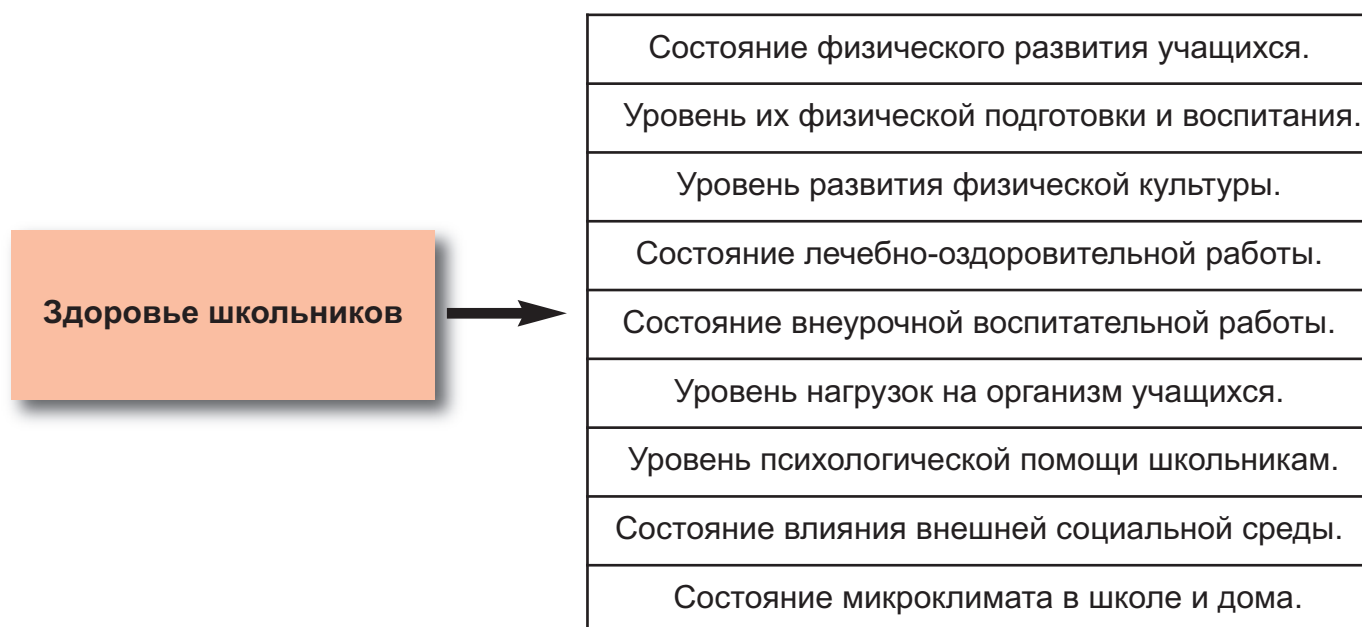 Здоровье школьников
Состояние физического развития учащихся.
Уровень их физической подготовки и воспитания.
Уровень развития физической культуры.
Состояние лечебно-оздоровительной работы.
Состояние внеурочной воспитательной работы.
Уровень нагрузок на организм учащихся.
Уровень психологической помощи школьникам.
Состояние влияния внешней социальной среды.
Состояние микроклимата в школе и дома.